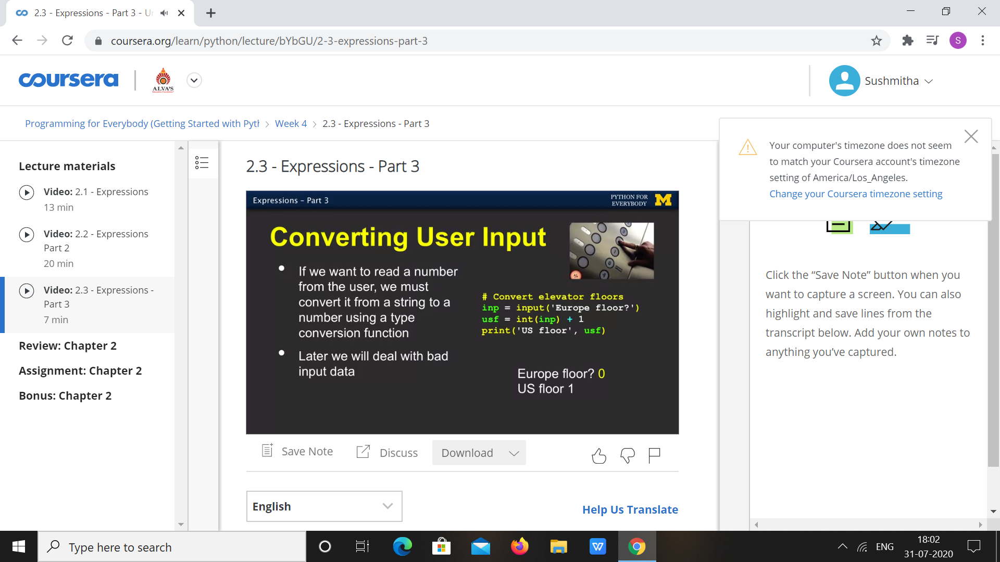 2.3 - Expressions - Part 3 - Ur
coursera.org/learn/python/lecture/bYbGU/2-3-expressions-part-3
S
coursera
ALVA'S
Sushmitha
Programming for Everybody (Getting Started with Pyth > Week 4 > 2.3 - Expressions - Part 3
Your computer's timezone does not seem
to match your Coursera account's timezone
setting of America/Los_Angeles.
Change your Coursera timezone setting
Lecture materials
Video: 2.1 - Expressions
13 min
Video: 2.2 - Expressions
Part 2
20 min
Video: 2.3 - Expressions -
Part 3
7 min
Review: Chapter 2
Assignment: Chapter 2
Bonus: Chapter 2
2.3 - Expressions - Part 3
Expressions - Part 3
PYTHON FOR
EVERYBODY
M
Converting User Input
• If we want to read a number
from the user, we must
convert it from a string to a
number using a type
conversion function
• Later we will deal with bad
input data
# Convert elevator floors
inp = input('Europe floor?')
usf = int(inp) + 1
print('US floor', usf)
Europe floor? 0
US floor 1
Save Note
Discuss
Download
English
Help Us Translate
Click the “Save Note” button when you
want to capture a screen. You can also
highlight and save lines from the
transcript below. Add your own notes to
anything you’ve captured.
Type here to search
W
ENG
18:02
31-07-2020